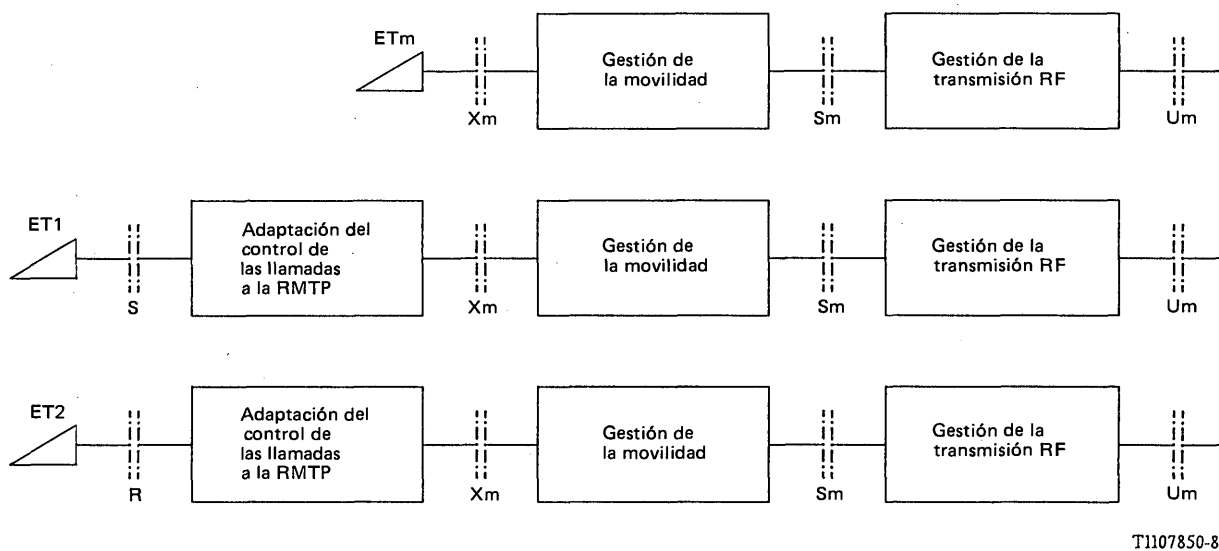 ETm
Gestión de
la movilidad
Gestión de la
transmisión RF
Xm
Sm
Um
ET1
Adaptación del
control de
las llamadas
a la RMTP
Gestión de
la movilidad
Gestión de la
transmisión RF
S
Xm
Sm
Um
ET2
Adaptación del
control de
las llamadas
a la RMTP
Gestión de
la movilidad
Gestión de la
transmisión RF
R
Xm
Sm
Um
T1107850-8